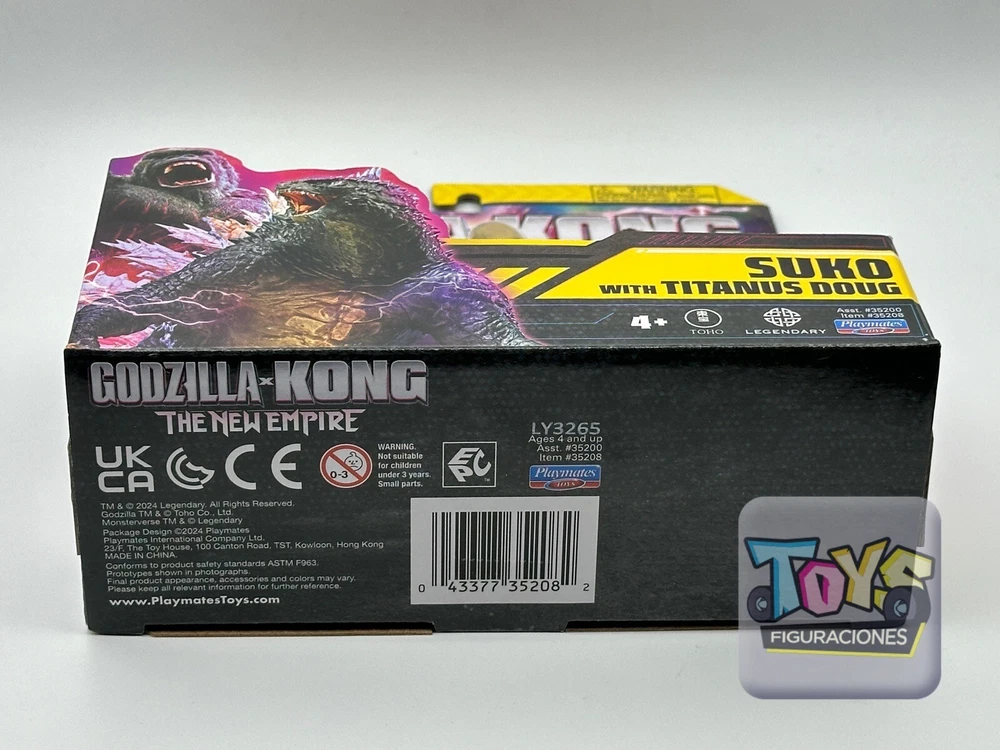 WARNING
KONG
SUKO
WITH TITANUS DOUG
4+
TOHO
LEGENDARY
Asst. #35200
Item #35208
Playmates
toys
GODZILLA x KONG
THE NEW EMPIRE
UK
CA
CE
0-3
WARNING.
Not suitable
for children
under 3 years.
Small parts.
LY3265
Ages 4 and up
Asst. #35200
Item #35208
Playmates
toys
TM & © 2024 Legendary. All Rights Reserved.
Godzilla TM & © Toho Co., Ltd.
Monsterverse TM & © Legendary
Package Design ©2024 Playmates
Playmates International Company Ltd.
23/F, The Toy House, 100 Canton Road, TST, Kowloon, Hong Kong
MADE IN CHINA.
Conforms to product safety standards ASTM F963.
Prototypes shown in photographs.
Final product appearance, accessories and colors may vary.
Please keep all relevant information for further reference.
www.PlaymatesToys.com
0 43377 35208 2
TOYS
FIGURACIONES